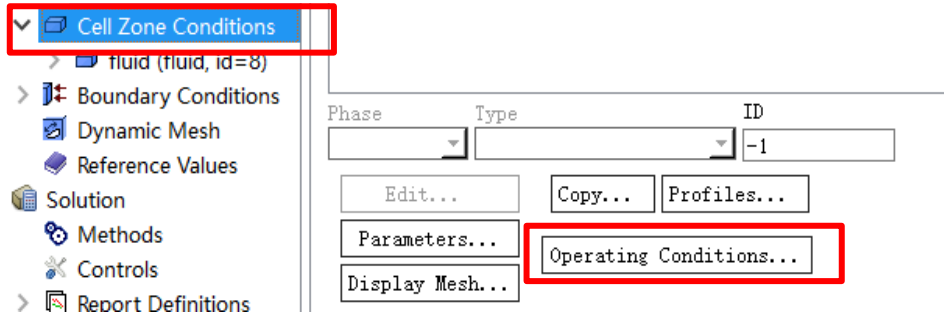 Cell Zone Conditions
fluid (fluid, id=8)
Boundary Conditions
Dynamic Mesh
Reference Values
Solution
Methods
Controls
Report Definitions
Phase Type ID
-1
Edit... Copy... Profiles...
Parameters... Operating Conditions...
Display Mesh...